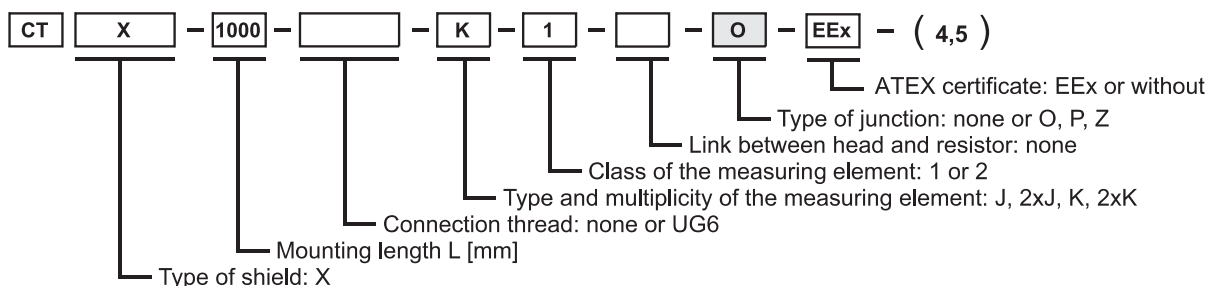 CT X - 1000 - - K - 1 - - O - EEx - ( 4,5 )
ATEX certificate: EEx or without
Type of junction: none or O, P, Z
Link between head and resistor: none
Class of the measuring element: 1 or 2
Type and multiplicity of the measuring element: J, 2xJ, K, 2xK
Connection thread: none or UG6
Mounting length L [mm]
Type of shield: X